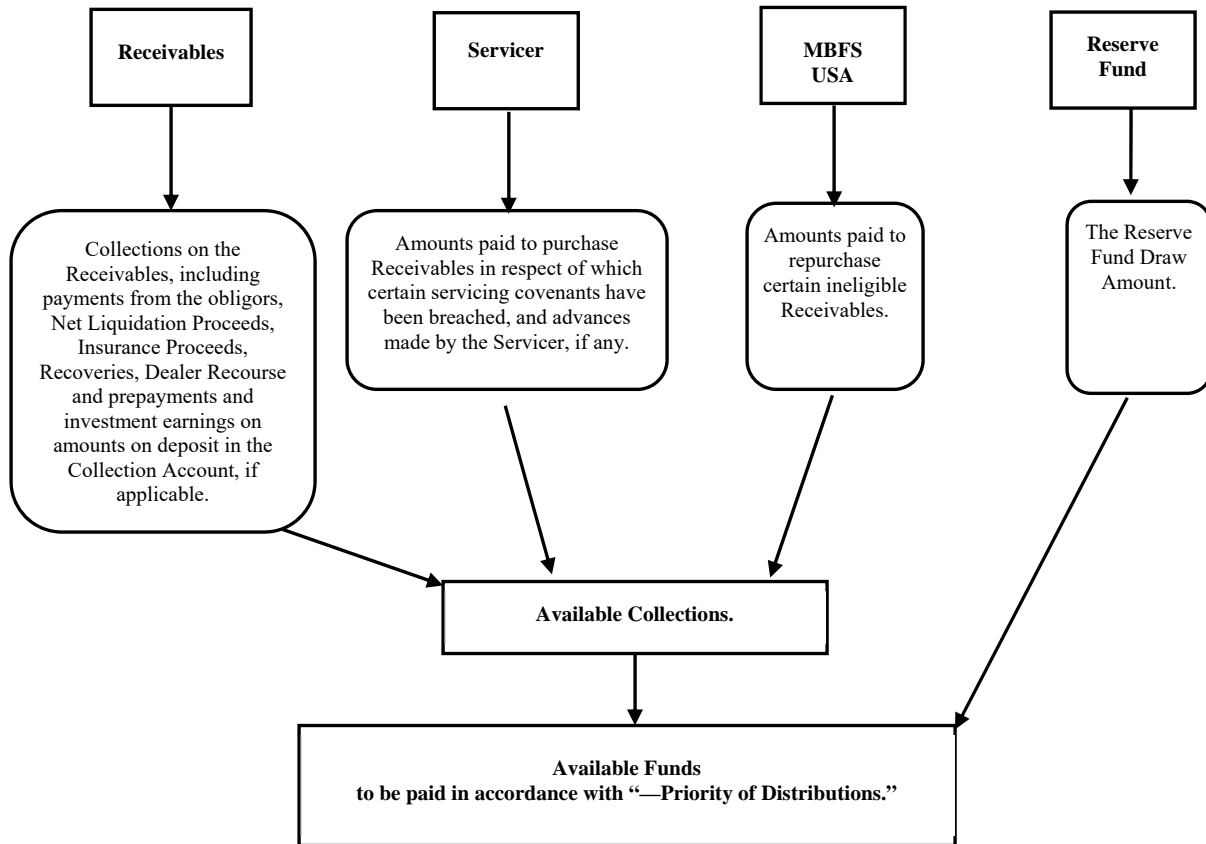 Receivables
Servicer
MBFS
USA
Reserve
Fund
Collections on the
Receivables, including
payments from the obligors,
Net Liquidation Proceeds,
Insurance Proceeds,
Recoveries, Dealer Recourse
and prepayments and
investment earnings on
amounts on deposit in the
Collection Account, if
applicable.
Amounts paid to purchase
Receivables in respect of which
certain servicing covenants have
been breached, and advances
made by the Servicer, if any.
Amounts paid to
repurchase
certain ineligible
Receivables.
The Reserve
Fund Draw
Amount.
Available Collections.
Available Funds
to be paid in accordance with “—Priority of Distributions.”